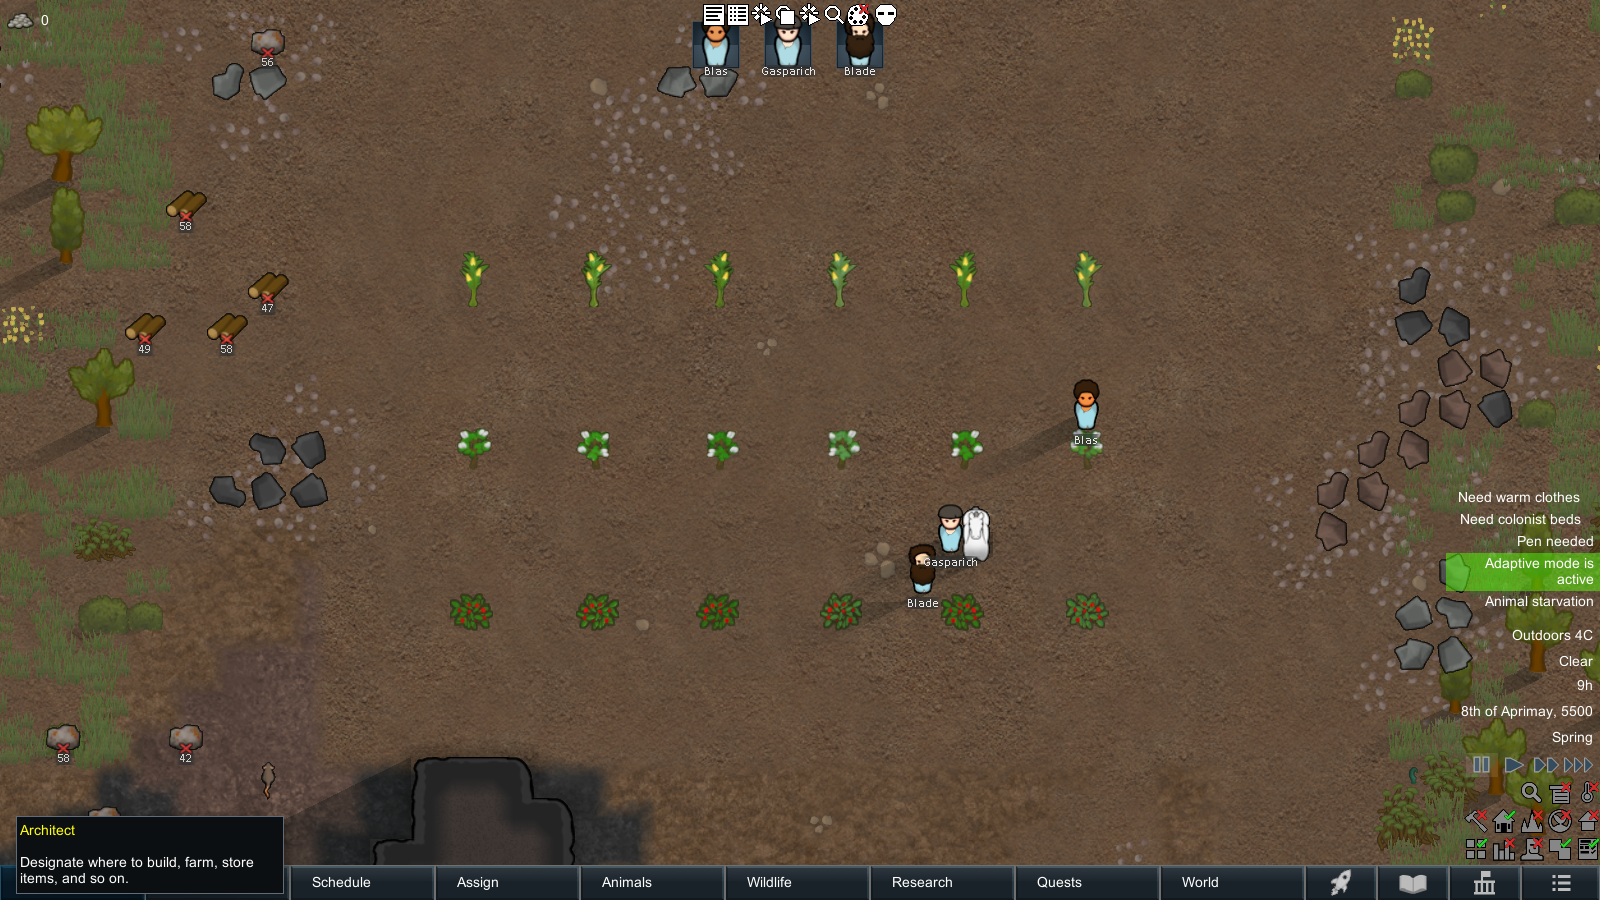 0
Blas
Gasparich
Blade
56
58
47
49
58
Blas
Gasparich
Blade
Need warm clothes
Need colonist beds
Pen needed
Adaptive mode is
active
Animal starvation
Outdoors 4C
Clear
9h
8th of Aprimay, 5500
Spring
58
42
Architect
Designate where to build, farm, store
items, and so on.
Schedule
Assign
Animals
Wildlife
Research
Quests
World